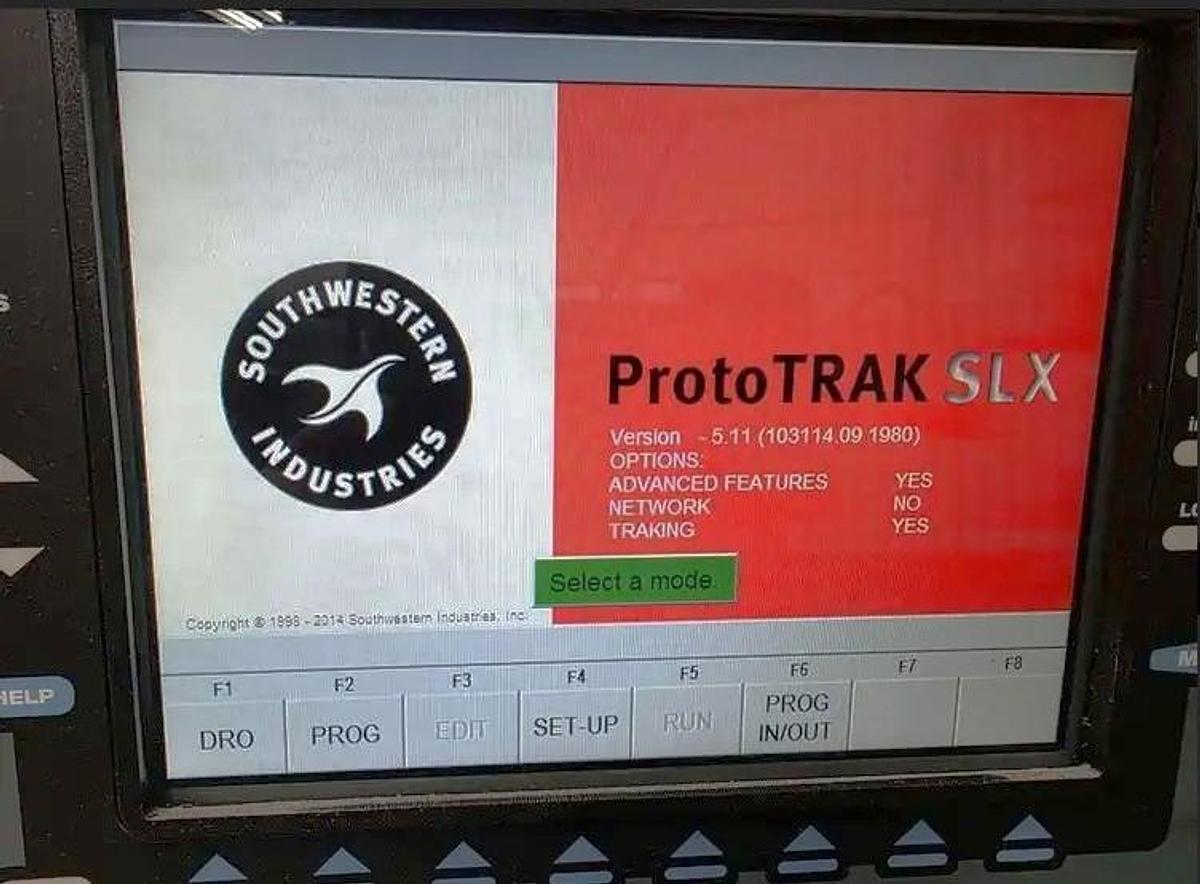 SOUTHWESTERN
INDUSTRIES
ProtoTRAK SLX
Version - 5.11 (103114.09 1980)
OPTIONS:
ADVANCED FEATURES YES
NETWORK NO
TRAKING YES
Select a mode.
Copyright © 1998 - 2014 Southwestern Industries, Inc.
F1 F2 F3 F4 F5 F6 F7 F8
DRO PROG EDIT SET-UP RUN PROG IN/OUT
HELP